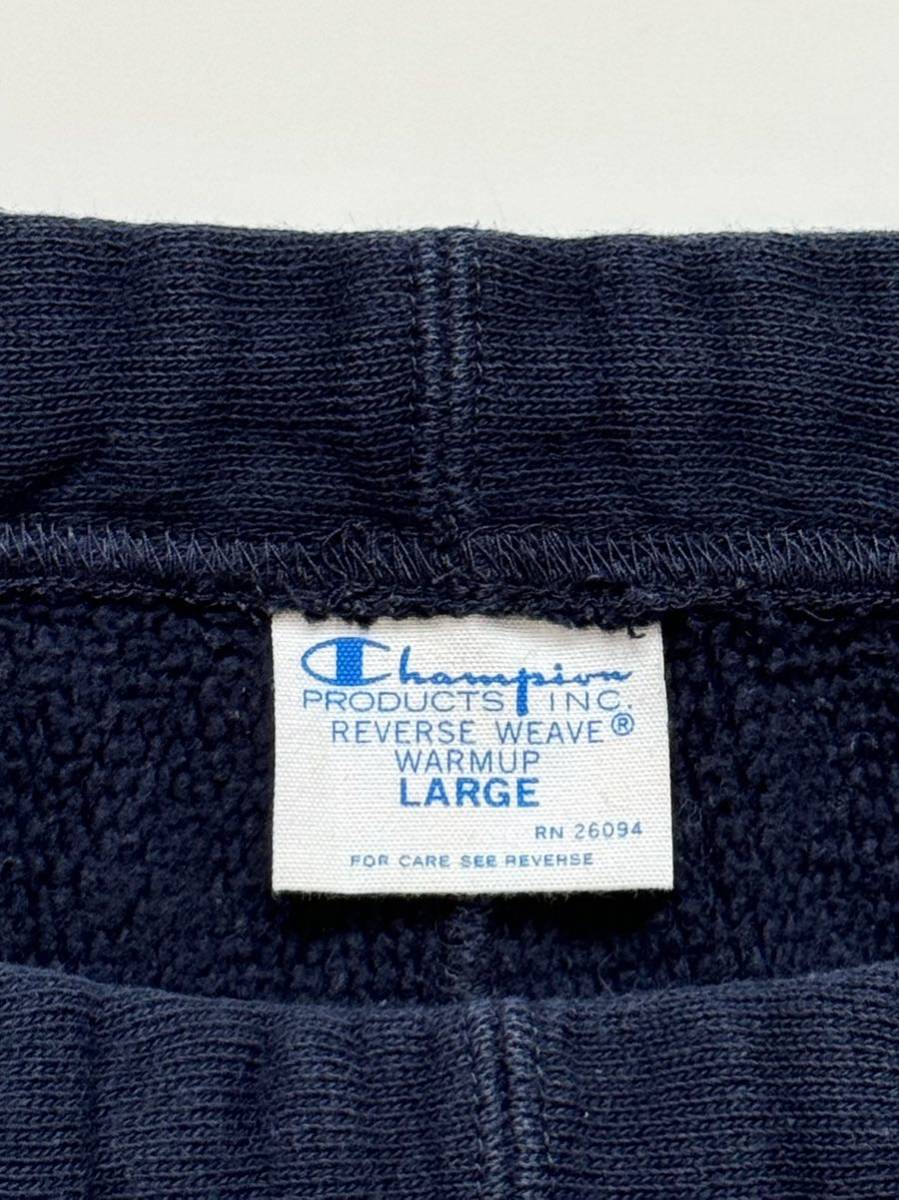 Champion
PRODUCTS INC.
REVERSE WEAVE®
WARMUP
LARGE
RN 26094
FOR CARE SEE REVERSE